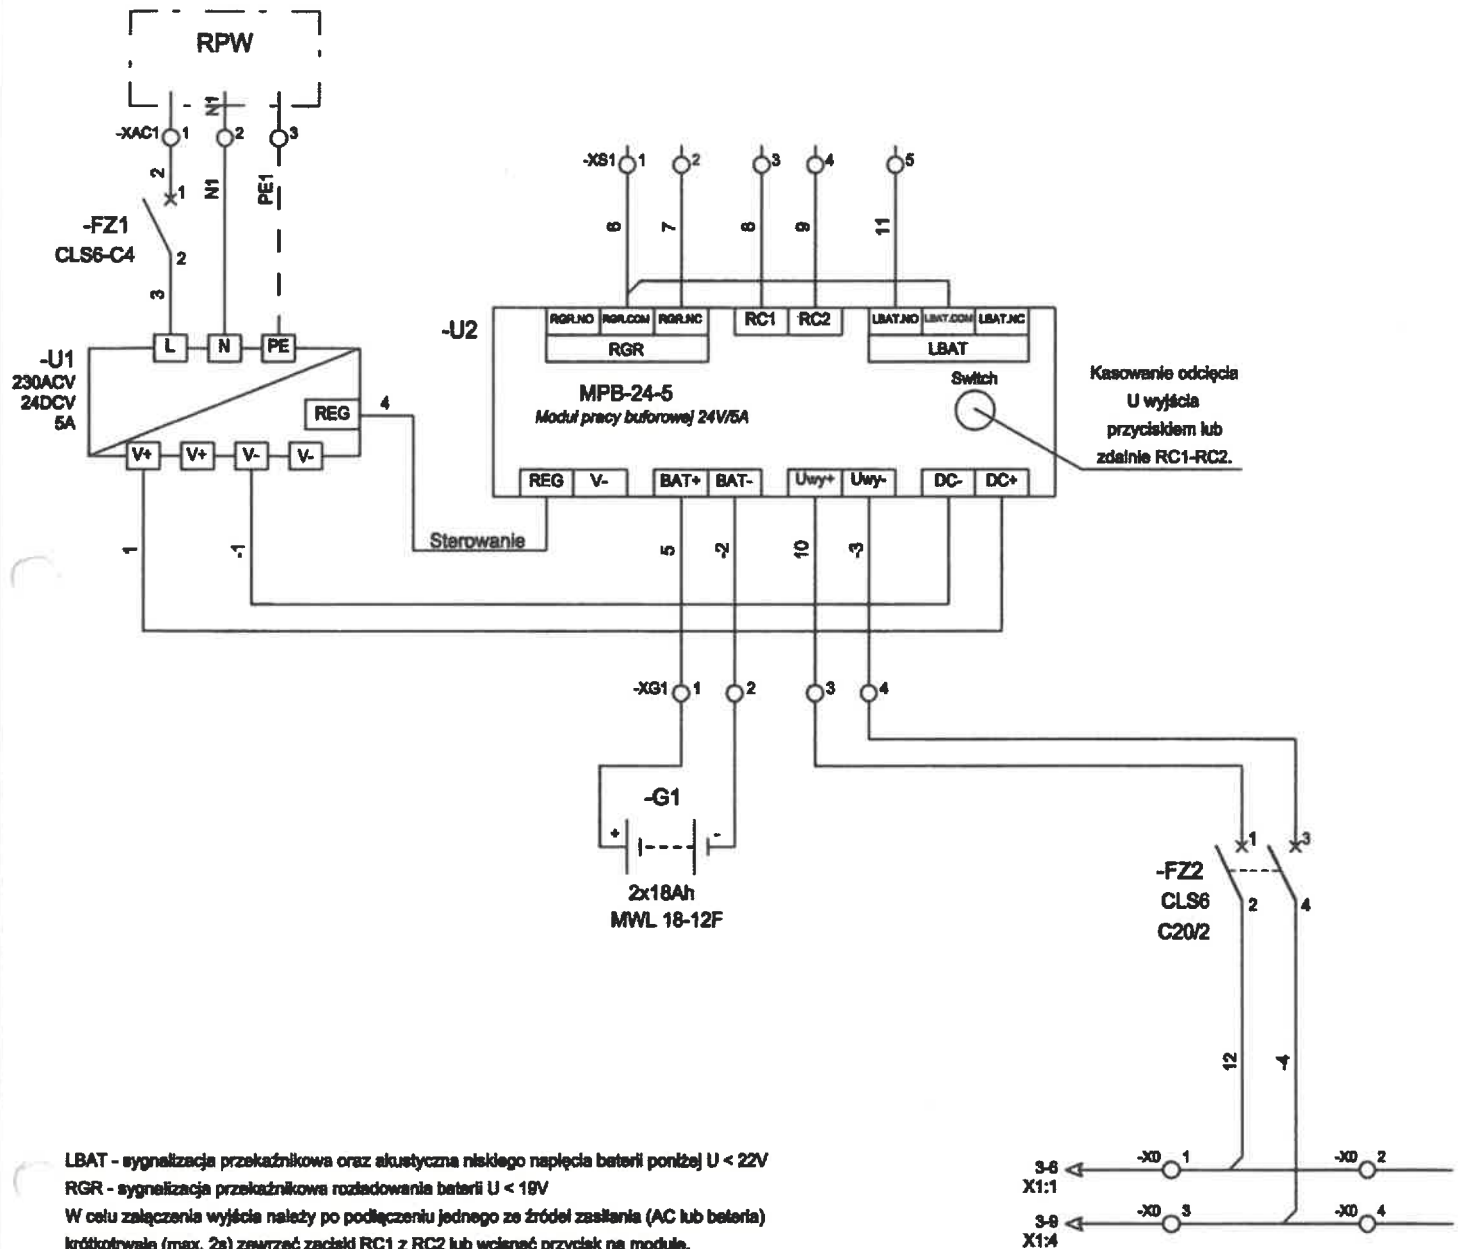 RPW
N1
-XAC1 1 2 3
2 N1 PE1
1
-FZ1
CLS6-C4
2
3
L N PE
-U1
230ACV
24DCV
5A
REG 4
V+ V+ V- V-
1 -1
-XS1 1 2 3 4 5
6 7 8 9 11
-U2
RGR.NO RGR.COM RGR.NC RC1 RC2 LBAT.NO LBAT.COM LBAT.NC
RGR LBAT
MPB-24-5
Moduł pracy buforowej 24V/5A
Switch
Kasowanie odcięcia
U wyjścia
przyciskiem lub
zdalnie RC1-RC2.
REG V- BAT+ BAT- Uwy+ Uwy- DC- DC+
Sterowanie
5 -2 10 -3
-XG1 1 2 3 4
-G1
+ -
2x18Ah
MWL 18-12F
1 3
-FZ2
CLS6
C20/2
2 4
12 -4
LBAT - sygnalizacja przekaźnikowa oraz akustyczna niskiego napięcia baterii poniżej U < 22V
RGR - sygnalizacja przekaźnikowa rozładowania baterii U < 19V
W celu załączenia wyjścia należy po podłączeniu jednego ze źródeł zasilania (AC lub bateria)
krótkotrwale (max. 2s) zewrzeć zaciski RC1 z RC2 lub wcisnąć przycisk na module.
3-6 -X0 1 -X0 2
X1:1
3-9 -X0 3 -X0 4
X1:4